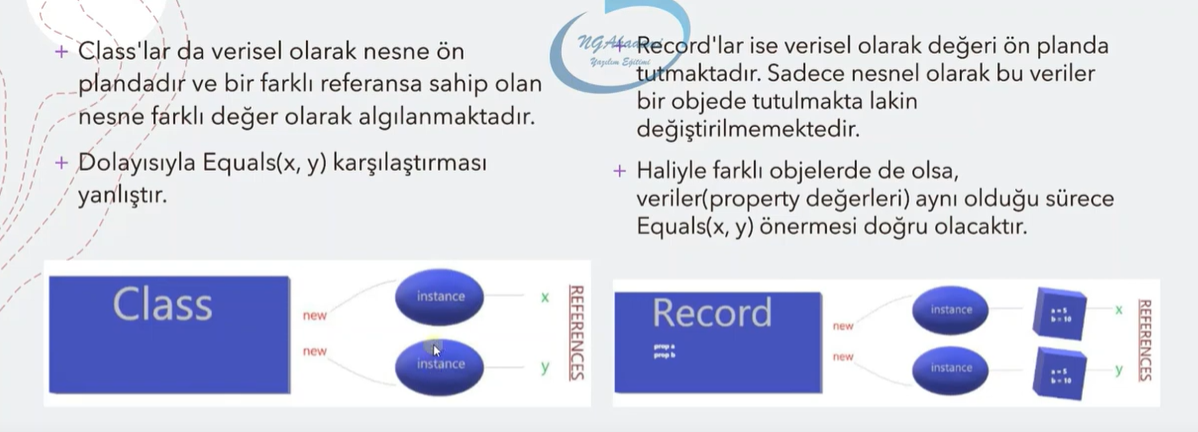 + Class'lar da verisel olarak nesne ön
plandadır ve bir farklı referansa sahip olan
nesne farklı değer olarak algılanmaktadır.
+ Dolayısıyla Equals(x, y) karşılaştırması
yanlıştır.
Class
new
new
instance
instance
x
y
REFERENCES
NGAkademi
Yazılım Eğitimi
+ Record'lar ise verisel olarak değeri ön planda
tutmaktadır. Sadece nesnel olarak bu veriler
bir objede tutulmakta lakin
değiştirilmemektedir.
+ Haliyle farklı objelerde de olsa,
veriler(property değerleri) aynı olduğu sürece
Equals(x, y) önermesi doğru olacaktır.
Record
prop a
prop b
new
new
instance
instance
a = 5
b = 10
a = 5
b = 10
x
y
REFERENCES